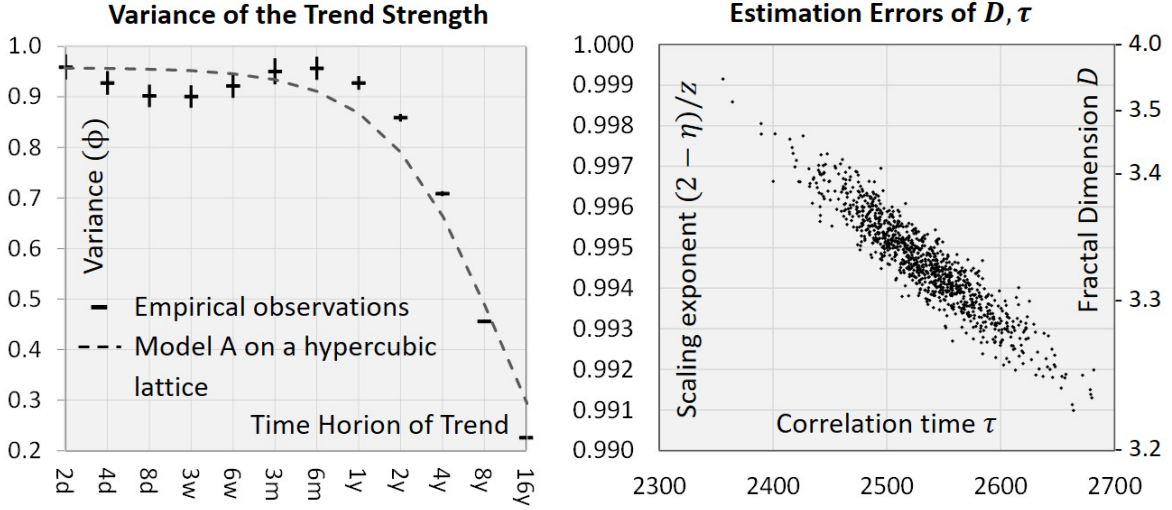 Variance of the Trend Strength
1.0
0.9
0.8
0.7
0.6
0.5
0.4
0.3
0.2
Variance (ϕ)
Empirical observations
Model A on a hypercubic
lattice
Time Horion of Trend
2d 4d 8d 3w 6w 3m 6m 1y 2y 4y 8y 16y
Estimation Errors of D, τ
1.000
0.999
0.998
0.997
0.996
0.995
0.994
0.993
0.992
0.991
0.990
Scaling exponent (2 − η)/z
Correlation time τ
Fractal Dimension D
4.0
3.5
3.4
3.3
3.2
2300 2400 2500 2600 2700